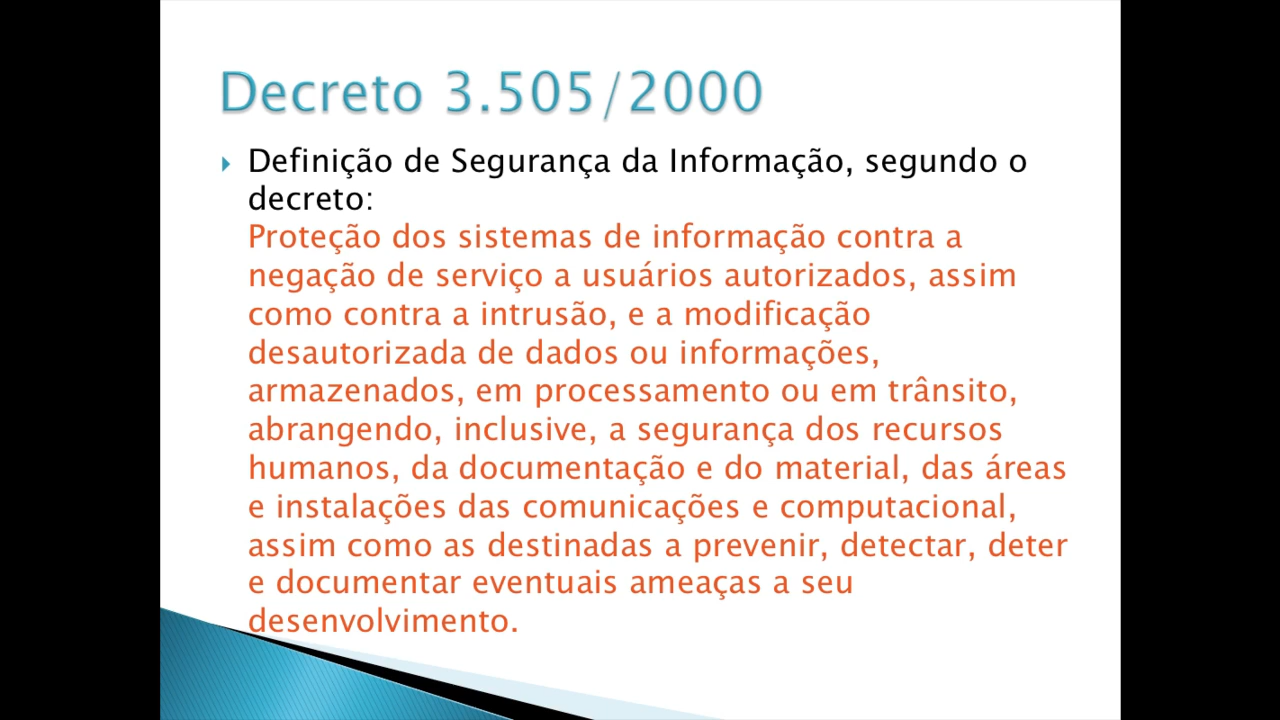 Decreto 3.505/2000
Definição de Segurança da Informação, segundo o
decreto:
Proteção dos sistemas de informação contra a
negação de serviço a usuários autorizados, assim
como contra a intrusão, e a modificação
desautorizada de dados ou informações,
armazenados, em processamento ou em trânsito,
abrangendo, inclusive, a segurança dos recursos
humanos, da documentação e do material, das áreas
e instalações das comunicações e computacional,
assim como as destinadas a prevenir, detectar, deter
e documentar eventuais ameaças a seu
desenvolvimento.